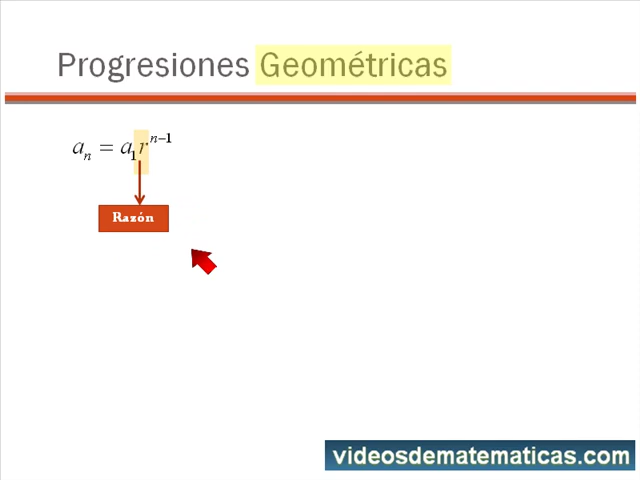 Progresiones Geométricas
aₙ = a₁rⁿ⁻¹
Razón
videosdematematicas.com